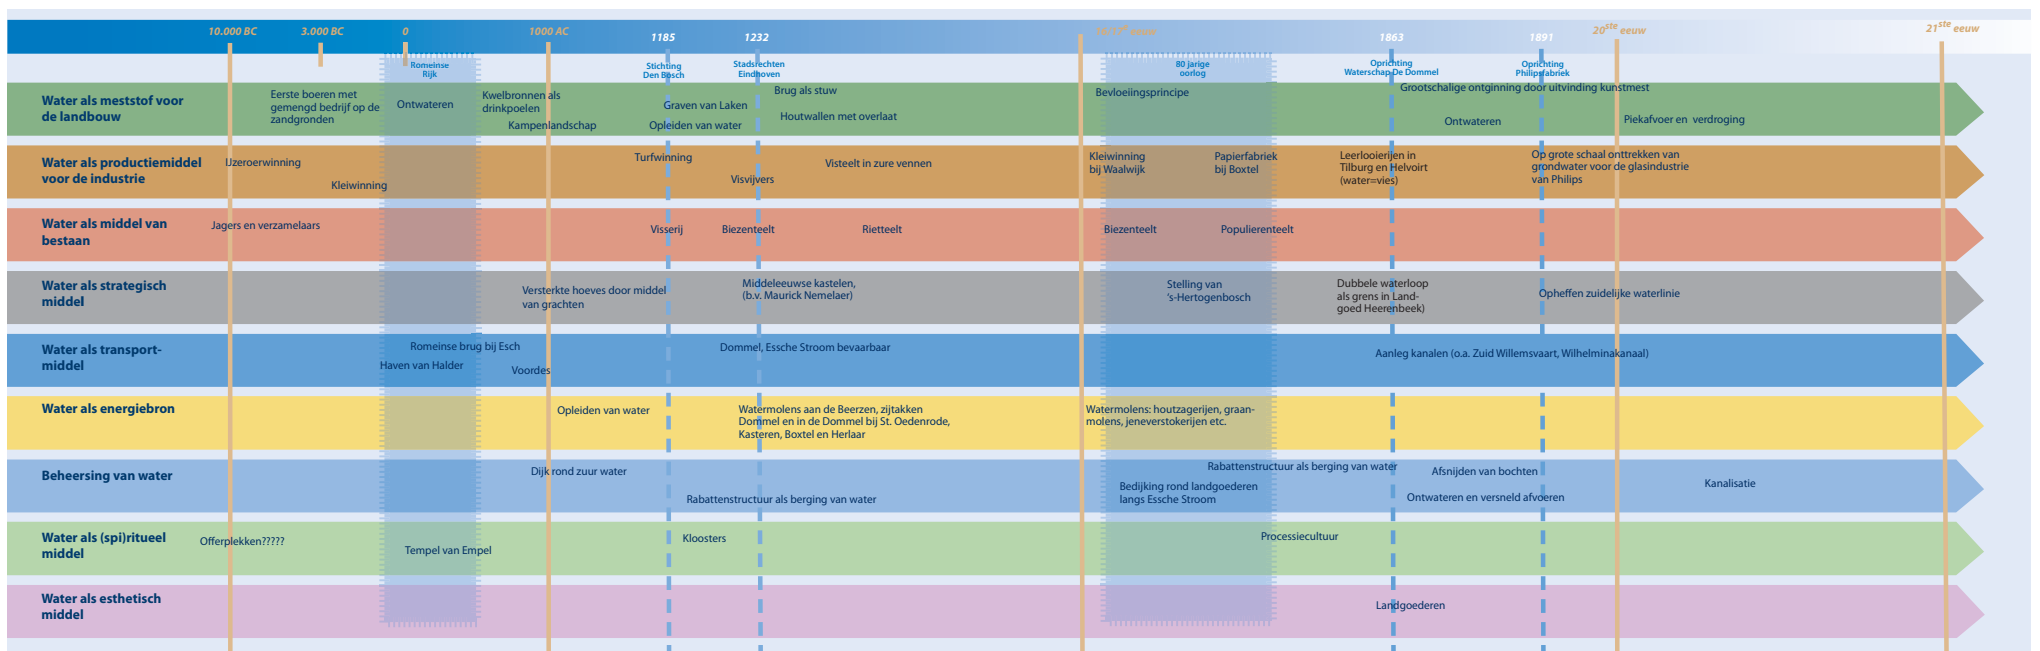 10.000 BC
3.000 BC
0
1000 AC
1185
1232
1863
1891
20ste eeuw
21ste eeuw
Romeinse
Rijk
Stichting
Den Bosch
Stadsrechten
Eindhoven
80 jarige
oorlog
Oprichting
Waterschap De Dommel
Oprichting
Philipsfabriek
Water als meststof voor
de landbouw
Eerste boeren met
gemengd bedrijf op de
zandgronden
Ontwateren
Kwelbronnen als
drinkpoelen
Kampenlandschap
Graven van Laken
Opleiden van water
Brug als stuw
Houtwallen met overlaat
Bevloeiingsprincipe
Grootschalige ontginning door uitvinding kunstmest
Ontwateren
Piekafvoer en verdroging
Water als productiemiddel
voor de industrie
IJzeroerwinning
Kleiwinning
Turfwinning
Visvijvers
Visteelt in zure vennen
Kleiwinning
bij Waalwijk
Papierfabriek
bij Boxtel
Leerlooierijen in
Tilburg en Helvoirt
(water=vies)
Op grote schaal onttrekken van
grondwater voor de glasindustrie
van Philips
Water als middel van
bestaan
Jagers en verzamelaars
Visserij
Biezenteelt
Rietteelt
Biezenteelt
Populierenteelt
Water als strategisch
middel
Versterkte hoeves door middel
van grachten
Middeleeuwse kastelen,
(b.v. Maurick Nemelaer)
Stelling van
's-Hertogenbosch
Dubbele waterloop
als grens in Land-
goed Heerenbeek)
Opheffen zuidelijke waterlinie
Water als transport-
middel
Romeinse brug bij Esch
Haven van Halder
Voordes
Dommel, Essche Stroom bevaarbaar
Aanleg kanalen (o.a. Zuid Willemsvaart, Wilhelminakanaal)
Water als energiebron
Opleiden van water
Watermolens aan de Beerzen, zijtakken
Dommel en in de Dommel bij St. Oedenrode,
Kasteren, Boxtel en Herlaar
Watermolens: houtzagerijen, graan-
molens, jeneverstokerijen etc.
Beheersing van water
Dijk rond zuur water
Rabattenstructuur als berging van water
Rabattenstructuur als berging van water
Bedijking rond landgoederen
langs Essche Stroom
Afsnijden van bochten
Ontwateren en versneld afvoeren
Kanalisatie
Water als (spi)ritueel
middel
Offerplekken?????
Tempel van Empel
Kloosters
Processiecultuur
Water als esthetisch
middel
Landgoederen